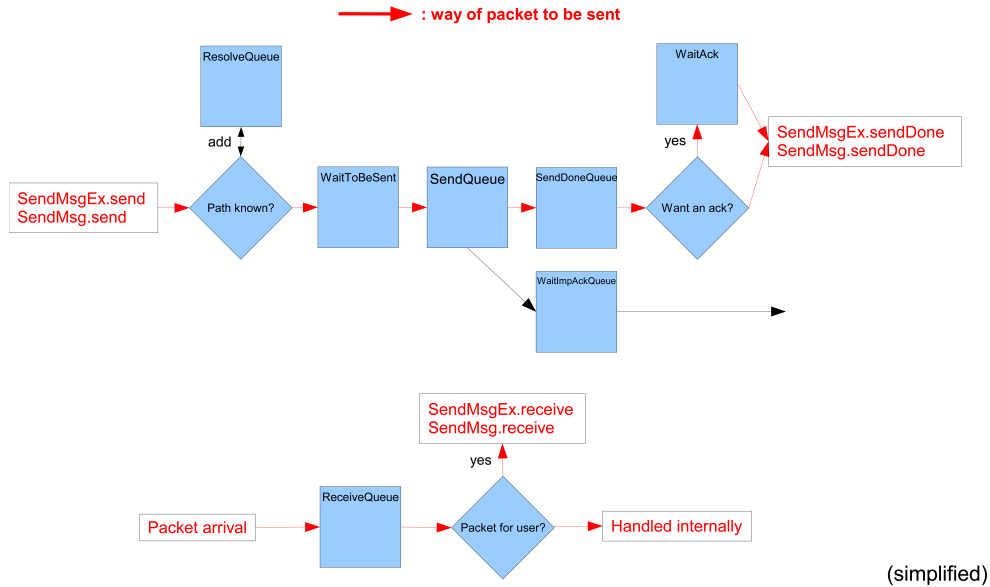 : way of packet to be sent
ResolveQueue
WaitAck
add
yes
SendMsgEx.sendDone
SendMsg.sendDone
WaitToBeSent
SendQueue
SendDoneQueue
SendMsgEx.send
SendMsg.send
Path known?
Want an ack?
WaitImpAckQueue
SendMsgEx.receive
SendMsg.receive
yes
ReceiveQueue
Packet arrival
Packet for user?
Handled internally
(simplified)